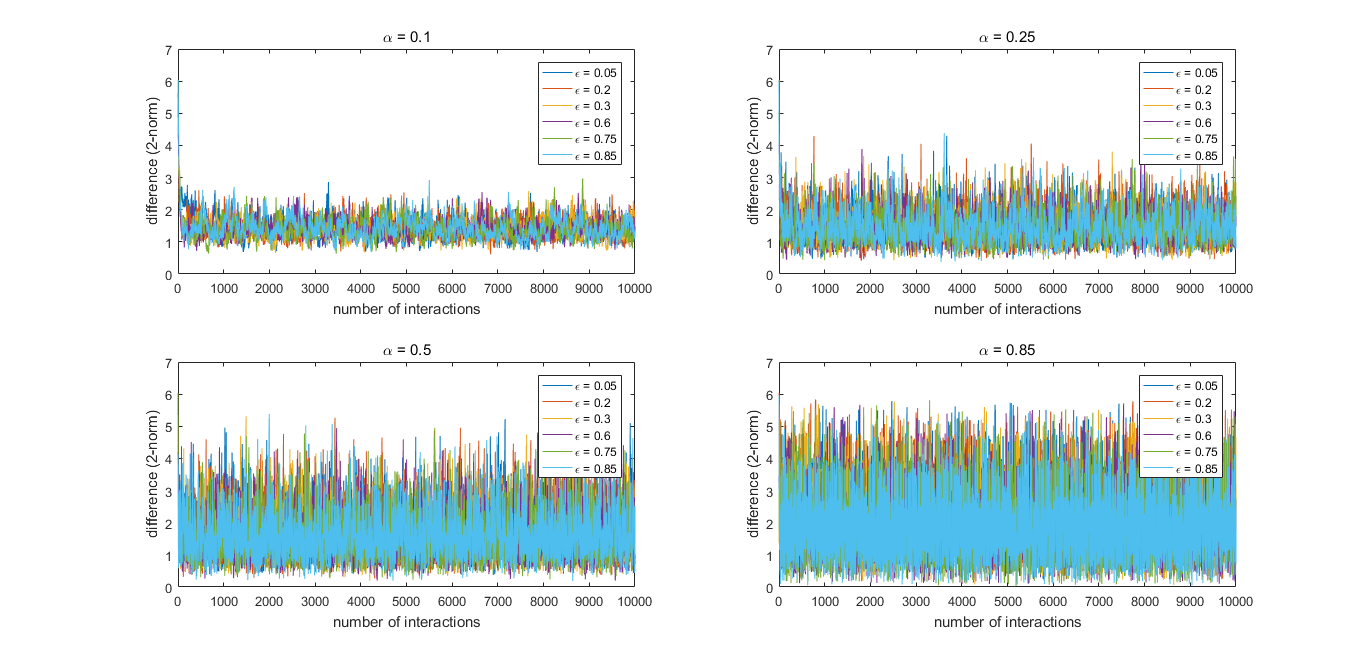 α = 0.1
7
6
5
4
3
2
1
0
difference (2-norm)
ϵ = 0.05
ϵ = 0.2
ϵ = 0.3
ϵ = 0.6
ϵ = 0.75
ϵ = 0.85
0 1000 2000 3000 4000 5000 6000 7000 8000 9000 10000
number of interactions
α = 0.25
7
6
5
4
3
2
1
0
difference (2-norm)
ϵ = 0.05
ϵ = 0.2
ϵ = 0.3
ϵ = 0.6
ϵ = 0.75
ϵ = 0.85
0 1000 2000 3000 4000 5000 6000 7000 8000 9000 10000
number of interactions
α = 0.5
7
6
5
4
3
2
1
0
difference (2-norm)
ϵ = 0.05
ϵ = 0.2
ϵ = 0.3
ϵ = 0.6
ϵ = 0.75
ϵ = 0.85
0 1000 2000 3000 4000 5000 6000 7000 8000 9000 10000
number of interactions
α = 0.85
7
6
5
4
3
2
1
0
difference (2-norm)
ϵ = 0.05
ϵ = 0.2
ϵ = 0.3
ϵ = 0.6
ϵ = 0.75
ϵ = 0.85
0 1000 2000 3000 4000 5000 6000 7000 8000 9000 10000
number of interactions